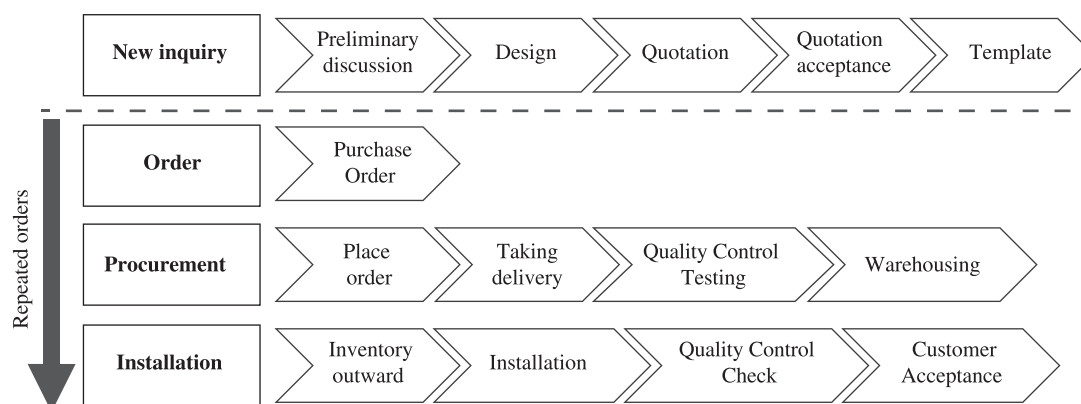 New inquiry
Preliminary
discussion
Design
Quotation
Quotation
acceptance
Template
Repeated orders
Order
Purchase
Order
Procurement
Place
order
Taking
delivery
Quality Control
Testing
Warehousing
Installation
Inventory
outward
Installation
Quality Control
Check
Customer
Acceptance